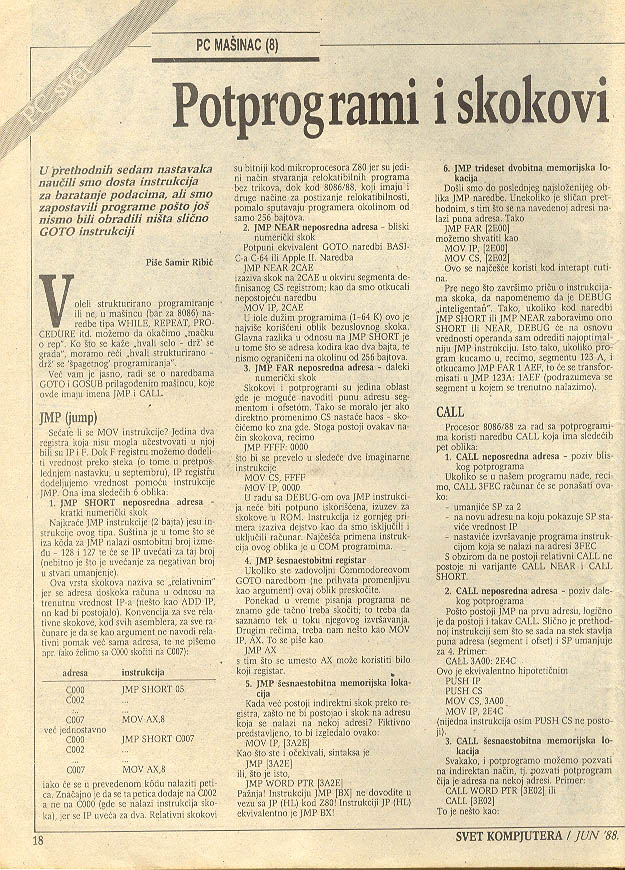 PC-svet
PC MAŠINAC (8)
Potprogrami i skokovi
U prethodnih sedam nastavaka
naučili smo dosta instrukcija
za baratanje podacima, ali smo
zapostavili programe pošto još
nismo bili obradili ništa slično
GOTO instrukciji
Piše Samir Ribić
Voleli strukturirano programiranje
ili ne, u mašincu (bar za 8086) na-
redbe tipa WHILE, REPEAT, PRO-
CEDURE itd. možemo da okačimo „mačku
o rep”. Ko što se kaže „hvali selo - drž' se
grada”, moramo reći „hvali strukturirano -
drž' se 'špagetnog' programiranja”.
Već vam je jasno, radi se o naredbama
GOTO i GOSUB prilagođenim mašincu, koje
ovde imaju imena JMP i CALL.
JMP (jump)
Sećate li se MOV instrukcije? Jedina dva
registra koja nisu mogla učestvovati u njoj
bili su IP i F. Dok F registru možemo dodeli-
ti vrednost preko steka (o tome u pretpos-
lednjem nastavku, u septembru), IP registru
dodeljujemo vrednost pomoću instrukcije
JMP. Ona ima sledećih 6 oblika:
1. JMP SHORT neposredna adresa -
kratki numerički skok
Najkraće JMP instrukcije (2 bajta) jesu in-
strukcije ovog tipa. Suština je u tome što se
iza kôda za JMP nalazi osmobitni broj izme-
đu - 128 i 127 te će se IP uvećati za taj broj
(nebitno je što je uvećanje za negativan broj
u stvari umanjenje).
Ova vrsta skokova naziva se „relativnim”
jer se adresa doskoka računa u odnosu na
trenutnu vrednost IP-a (nešto kao ADD IP,
nn kad bi postojalo). Konvencija za sve rela-
tivne skokove, kod svih asemblera, za sve ra-
čunare je da se kao argument ne navodi rela-
tivni pomak već sama adresa, te ne pišemo
npr. (ako želimo sa C000 skočiti na C007):
adresa instrukcija
C000 JMP SHORT 05
C002 ...
...
C007 MOV AX,8
već jednostavno
C000 JMP SHORT C007
C002 ...
...
C007 MOV AX,8
iako će se u prevedenom kôdu nalaziti peti-
ca. Značajno je da se ta petica dodaje na C002
a ne na C000 (gde se nalazi instrukcija sko-
ka), jer se IP uveća za dva. Relativni skokovi
su bitniji kod mikroprocesora Z80 jer su jedi-
ni način stvaranja relokatibilnih programa
bez trikova, dok kod 8086/88, koji imaju i
druge načine za postizanje relokatibilnosti,
pomalo sputavaju programera okolinom od
samo 256 bajtova.
2. JMP NEAR neposredna adresa - bliski
numerički skok
Potpuni ekvivalent GOTO naredbi BASI-
C-a C-64 ili Apple II. Naredba
JMP NEAR 2CAE
izaziva skok na 2CAE u okviru segmenta de-
finisanog CS registrom; kao da smo otkucali
nepostojeću naredbu
MOV IP, 2CAE
U iole dužim programima (1–64 K) ovo je
najviše korišćeni oblik bezuslovnog skoka.
Glavna razlika u odnosu na JMP SHORT je
u tome što se adresa kodira kao dva bajta, te
nismo ograničeni na okolinu od 256 bajtova.
3. JMP FAR neposredna adresa - daleki
numerički skok
Skokovi i potprogrami su jedina oblast
gde je moguće navoditi punu adresu seg-
mentom i ofsetom. Tako se moralo jer ako
direktno promenimo CS nastaće haos - sko-
čićemo ko zna gde. Stoga postoji ovakav na-
čin skokova, recimo
JMP FFFF: 0000
što bi se prevelo u sledeće dve imaginarne
instrukcije
MOV CS, FFFF
MOV IP, 0000
U radu sa DEBUG-om ova JMP instrukci-
ja neće biti potpuno iskorišćena, izuzev za
skokove u ROM. Instrukcija iz gornjeg pri-
mera izaziva dejstvo kao da smo isključili i
uključili računar. Najčešća primena instruk-
cija ovog oblika je u COM programima.
4. JMP šesnaestobitni registar
Ukoliko ste zadovoljni Commodoreovom
GOTO naredbom (ne prihvata promenljivu
kao argument) ovaj oblik preskočite.
Ponekad u vreme pisanja programa ne
znamo gde tačno treba skočiti; to treba da
saznamo tek u toku njegovog izvršavanja.
Drugim rečima, treba nam nešto kao MOV
IP, AX. To se piše kao
JMP AX
s tim što se umesto AX može koristiti bilo
koji registar.
5. JMP šesnaestobitna memorijska loka-
cija
Kada već postoji indirektni skok preko re-
gistra, zašto ne bi postojao i skok na adresu
koja se nalazi na nekoj adresi? Fiktivno
predstavljeno, to bi izgledalo ovako:
MOV IP, [3A2E]
Kao što ste i očekivali, sintaksa je
JMP [3A2E]
ili, što je isto,
JMP WORD PTR [3A2E]
Pažnja! Instrukciju JMP [BX] ne dovodite u
vezu sa JP (HL) kod Z80! Instrukciji JP (HL)
ekvivalentno je JMP BX!
6. JMP trideset dvobitna memorijska lo-
kacija
Došli smo do poslednjeg najsloženijeg ob-
lika JMP naredbe. Unekoliko je sličan pret-
hodnim, s tim što se na navedenoj adresi na-
lazi puna adresa. Tako
JMP FAR [2E00]
možemo shvatiti kao
MOV IP, [2E00]
MOV CS, [2E02]
Ovo se najčešće koristi kod interapt ruti-
na.
Pre nego što završimo priču o instrukcija-
ma skoka, da napomenemo da je DEBUG
„inteligentan”. Tako, ukoliko kod naredbi
JMP SHORT ili JMP NEAR zaboravimo ono
SHORT ili NEAR, DEBUG će na osnovu
vrednosti operanda sam odrediti najoptimal-
niju JMP instrukciju. Isto tako, ukoliko pro-
gram kucamo u, recimo, segmentu 123 A, i
otkucamo JMP FAR 1 AEF, to će se transfor-
misati u JMP 123A: 1AEF (podrazumeva se
segment u kojem se trenutno nalazimo).
CALL
Procesor 8086/88 za rad sa potprogrami-
ma koristi naredbu CALL koja ima sledećih
pet oblika:
1. CALL neposredna adresa - poziv blis-
kog potprograma
Ukoliko se u našem programu nađe, reci-
mo, CALL 3FEC računar će se ponašati ova-
ko:
- umanjiće SP za 2
- na novu adresu na koju pokazuje SP sta-
viće vrednost IP
- nastaviće izvršavanje programa instruk-
cijom koja se nalazi na adresi 3FEC
S obzirom da ne postoji relativni CALL ne
postoje ni varijante CALL NEAR i CALL
SHORT.
2. CALL neposredna adresa - poziv dale-
kog potprograma
Pošto postoji JMP na prvu adresu, logično
je da postoji i takav CALL. Slično je prethod-
noj instrukciji sem što se sada na stek stavlja
puna adresa (segment i ofset) i SP umanjuje
za 4. Primer:
CALL 3A00: 2E4C
Ovo je ekvivalentno hipotetičnim
PUSH IP
PUSH CS
MOV CS, 3A00
MOV IP, 2E4C
(nijedna instrukcija osim PUSH CS ne posto-
ji).
3. CALL šesnaestobitna memorijska lo-
kacija
Svakako, i potprogramo možemo pozvati
na indirektan način, tj. pozvati potprogram
čija je adresa na nekoj adresi. Primer:
CALL WORD PTR [3E02] ili
CALL [3E02]
To je nešto kao:
18
SVET KOMPJUTERA / JUN '88.